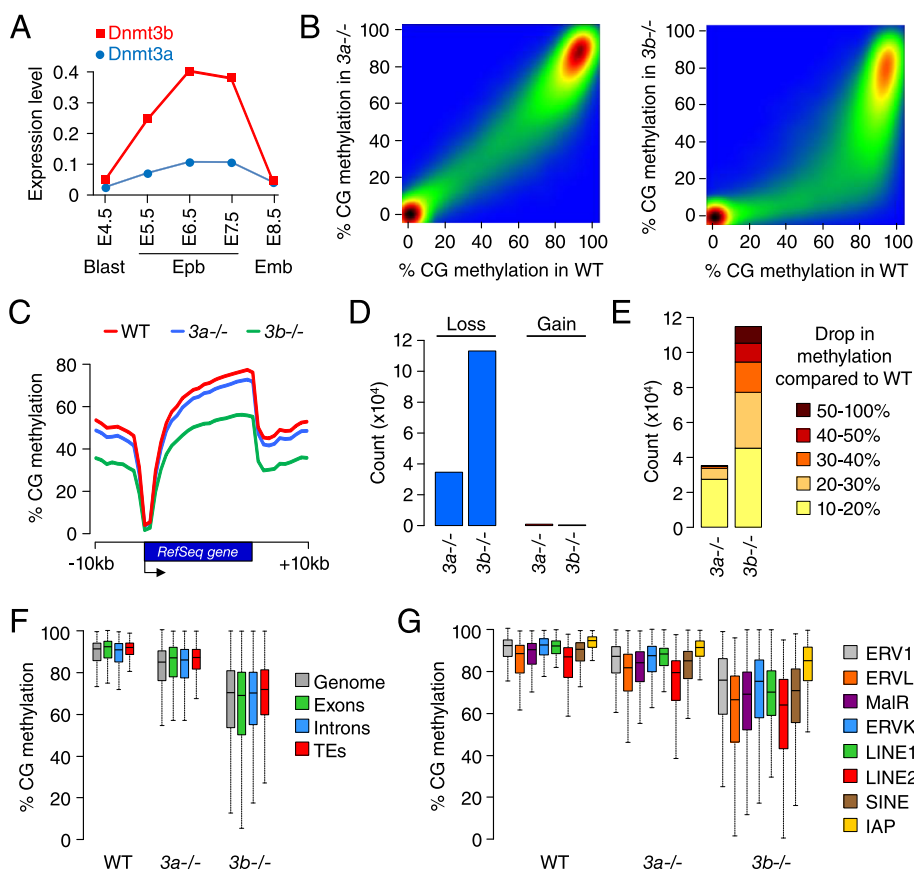 A
Dnmt3b
Dnmt3a
Expression level
0.4
0.3
0.2
0.1
0
E4.5
E5.5
E6.5
E7.5
E8.5
Blast
Epb
Emb
B
% CG methylation in 3a-/-
100
80
60
40
20
0
0 20 40 60 80 100
% CG methylation in WT
% CG methylation in 3b-/-
100
80
60
40
20
0
0 20 40 60 80 100
% CG methylation in WT
C
WT 3a-/- 3b-/-
% CG methylation
80
60
40
20
0
RefSeq gene
-10kb
+10kb
D
Loss Gain
Count (x10⁴)
12
10
8
6
4
2
0
3a-/-
3b-/-
3a-/-
3b-/-
E
Count (x10⁴)
12
10
8
6
4
2
0
3a-/-
3b-/-
Drop in
methylation
compared to WT
50-100%
40-50%
30-40%
20-30%
10-20%
F
% CG methylation
100
80
60
40
20
0
WT 3a-/- 3b-/-
Genome
Exons
Introns
TEs
G
% CG methylation
100
80
60
40
20
0
WT 3a-/- 3b-/-
ERV1
ERVL
MalR
ERVK
LINE1
LINE2
SINE
IAP